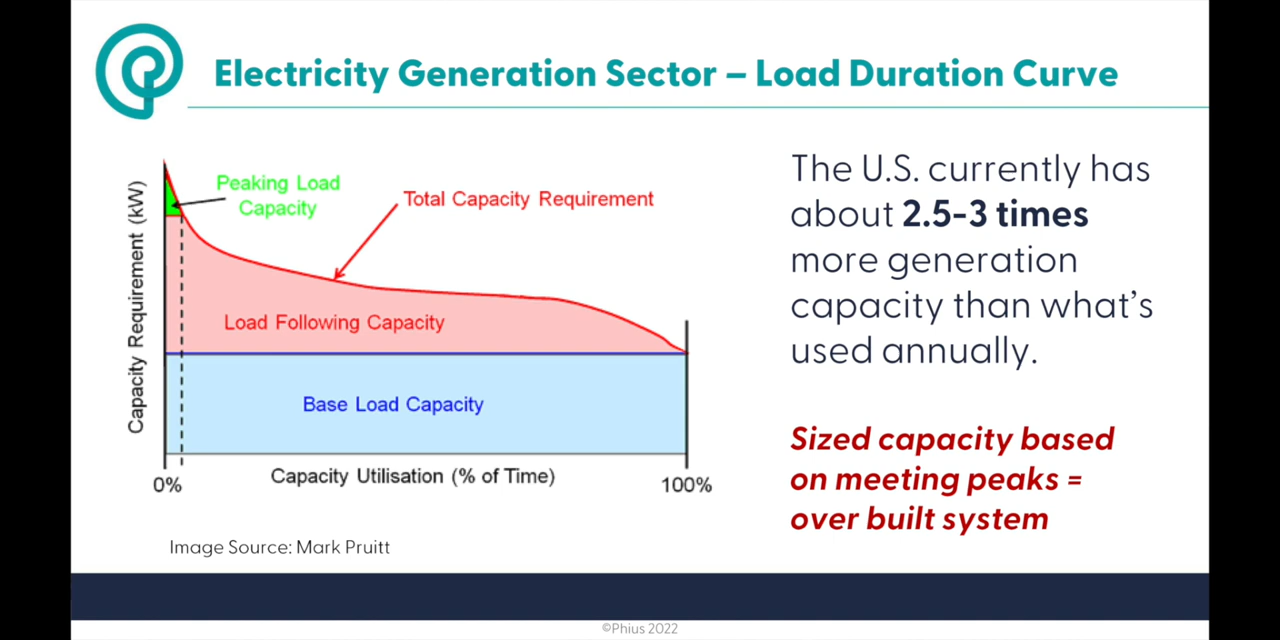 Electricity Generation Sector – Load Duration Curve
Capacity Requirement (kW)
Peaking Load
Capacity
Total Capacity Requirement
Load Following Capacity
Base Load Capacity
0%
Capacity Utilisation (% of Time)
100%
Image Source: Mark Pruitt
The U.S. currently has
about 2.5-3 times
more generation
capacity than what's
used annually.
Sized capacity based
on meeting peaks =
over built system
©Phius 2022